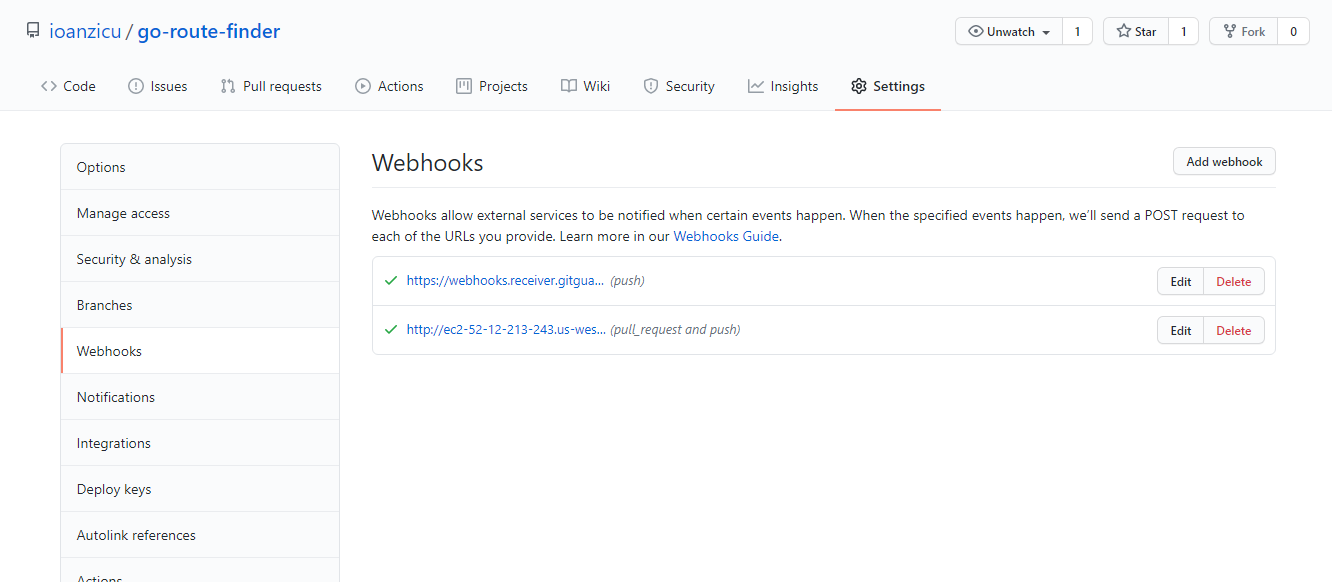 ioanzicu / go-route-finder
Unwatch 1 Star 1 Fork 0
Code Issues Pull requests Actions Projects Wiki Security Insights Settings
Options
Manage access
Security & analysis
Branches
Webhooks
Notifications
Integrations
Deploy keys
Autolink references
Actions
Webhooks
Add webhook
Webhooks allow external services to be notified when certain events happen. When the specified events happen, we’ll send a POST request to
each of the URLs you provide. Learn more in our Webhooks Guide.
https://webhooks.receiver.gitgua... (push) Edit Delete
http://ec2-52-12-213-243.us-wes... (pull_request and push) Edit Delete